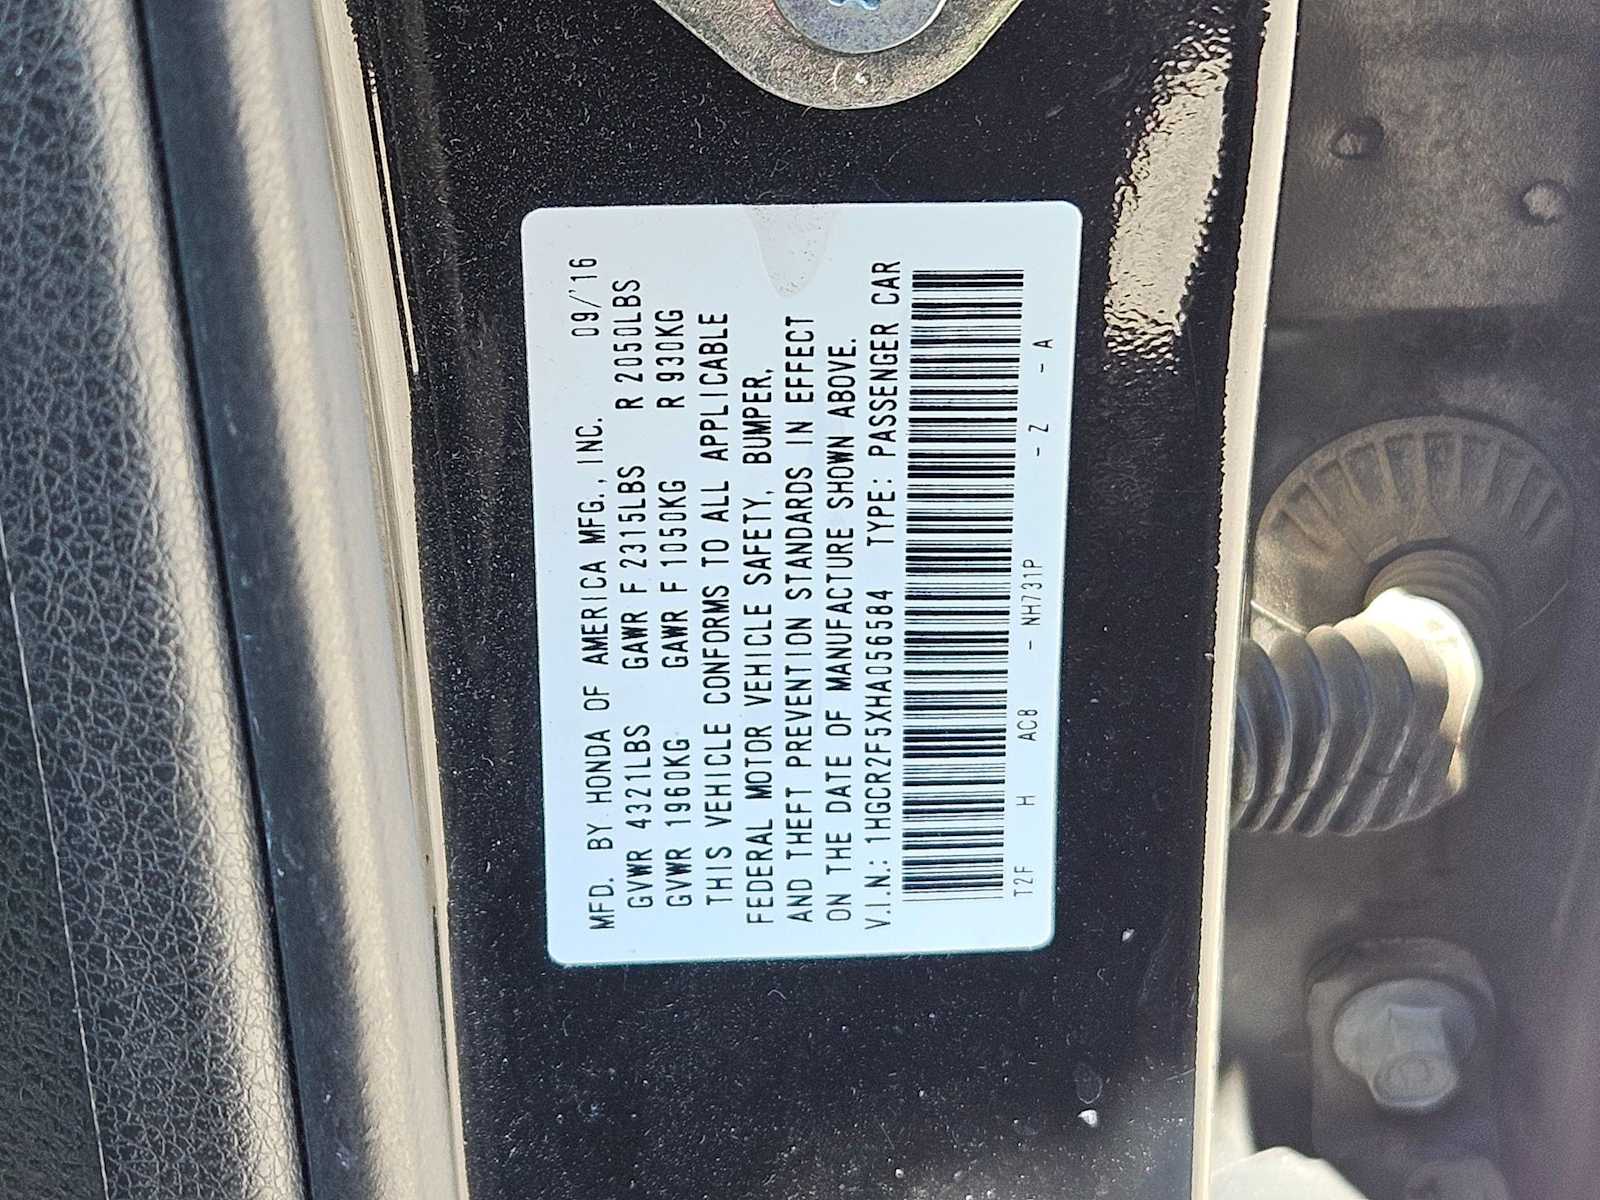 MFD. BY HONDA OF AMERICA MFG., INC. 09/'16
GVWR 4321LBS GAWR F 2315LBS R 2050LBS
GVWR 1960KG GAWR F 1050KG R 930KG
THIS VEHICLE CONFORMS TO ALL APPLICABLE
FEDERAL MOTOR VEHICLE SAFETY, BUMPER,
AND THEFT PREVENTION STANDARDS IN EFFECT
ON THE DATE OF MANUFACTURE SHOWN ABOVE.
V.I.N.: 1HGCR2F5XHA056584 TYPE: PASSENGER CAR
T2F H AC8 - NH731P - Z - A